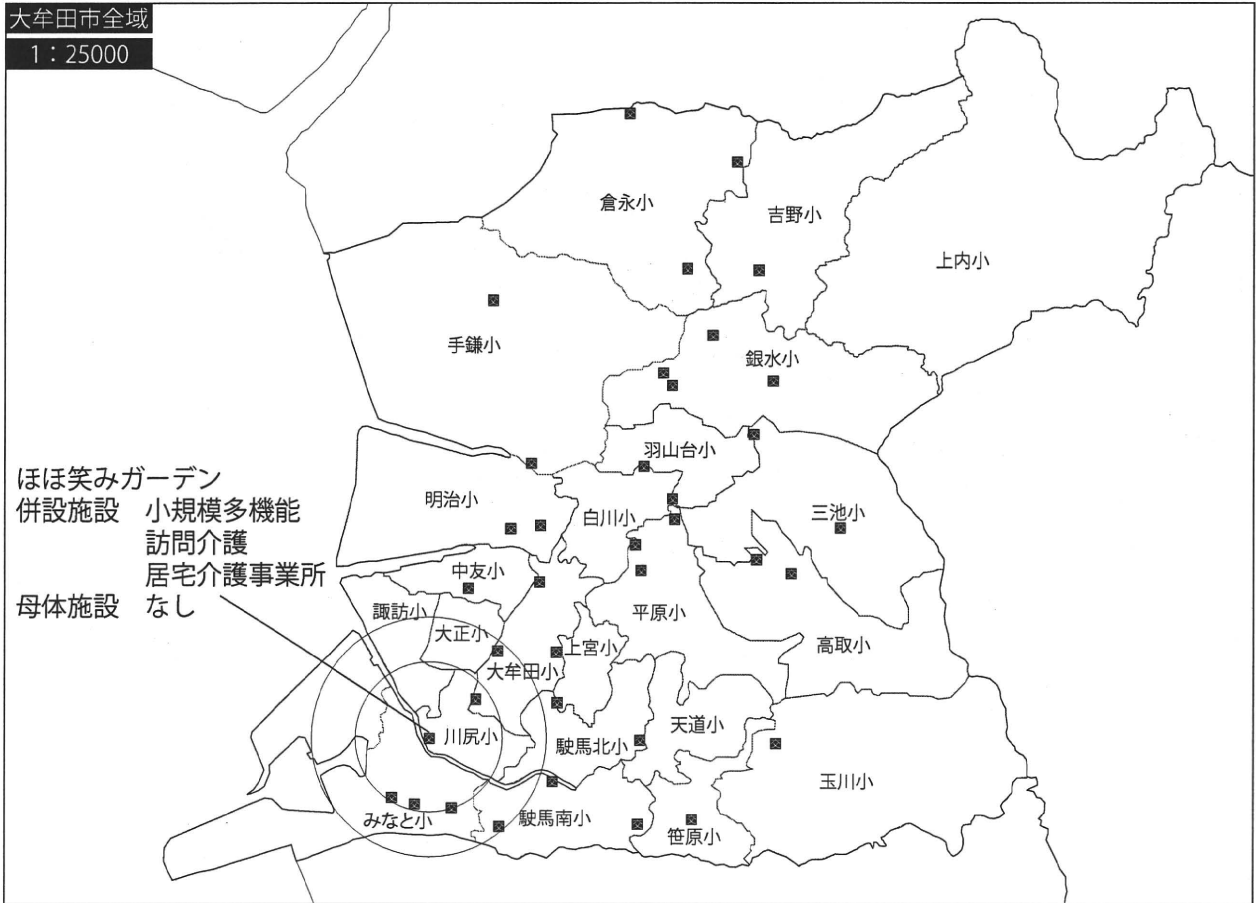 大牟田市全域
1：25000
倉永小
吉野小
上内小
手鎌小
銀水小
羽山台小
ほほ笑みガーデン
併設施設　小規模多機能
訪問介護
居宅介護事業所
母体施設　なし
明治小
白川小
三池小
中友小
諏訪小
大正小
平原小
上宮小
高取小
大牟田小
天道小
川尻小
駛馬北小
玉川小
みなと小
駛馬南小
笹原小